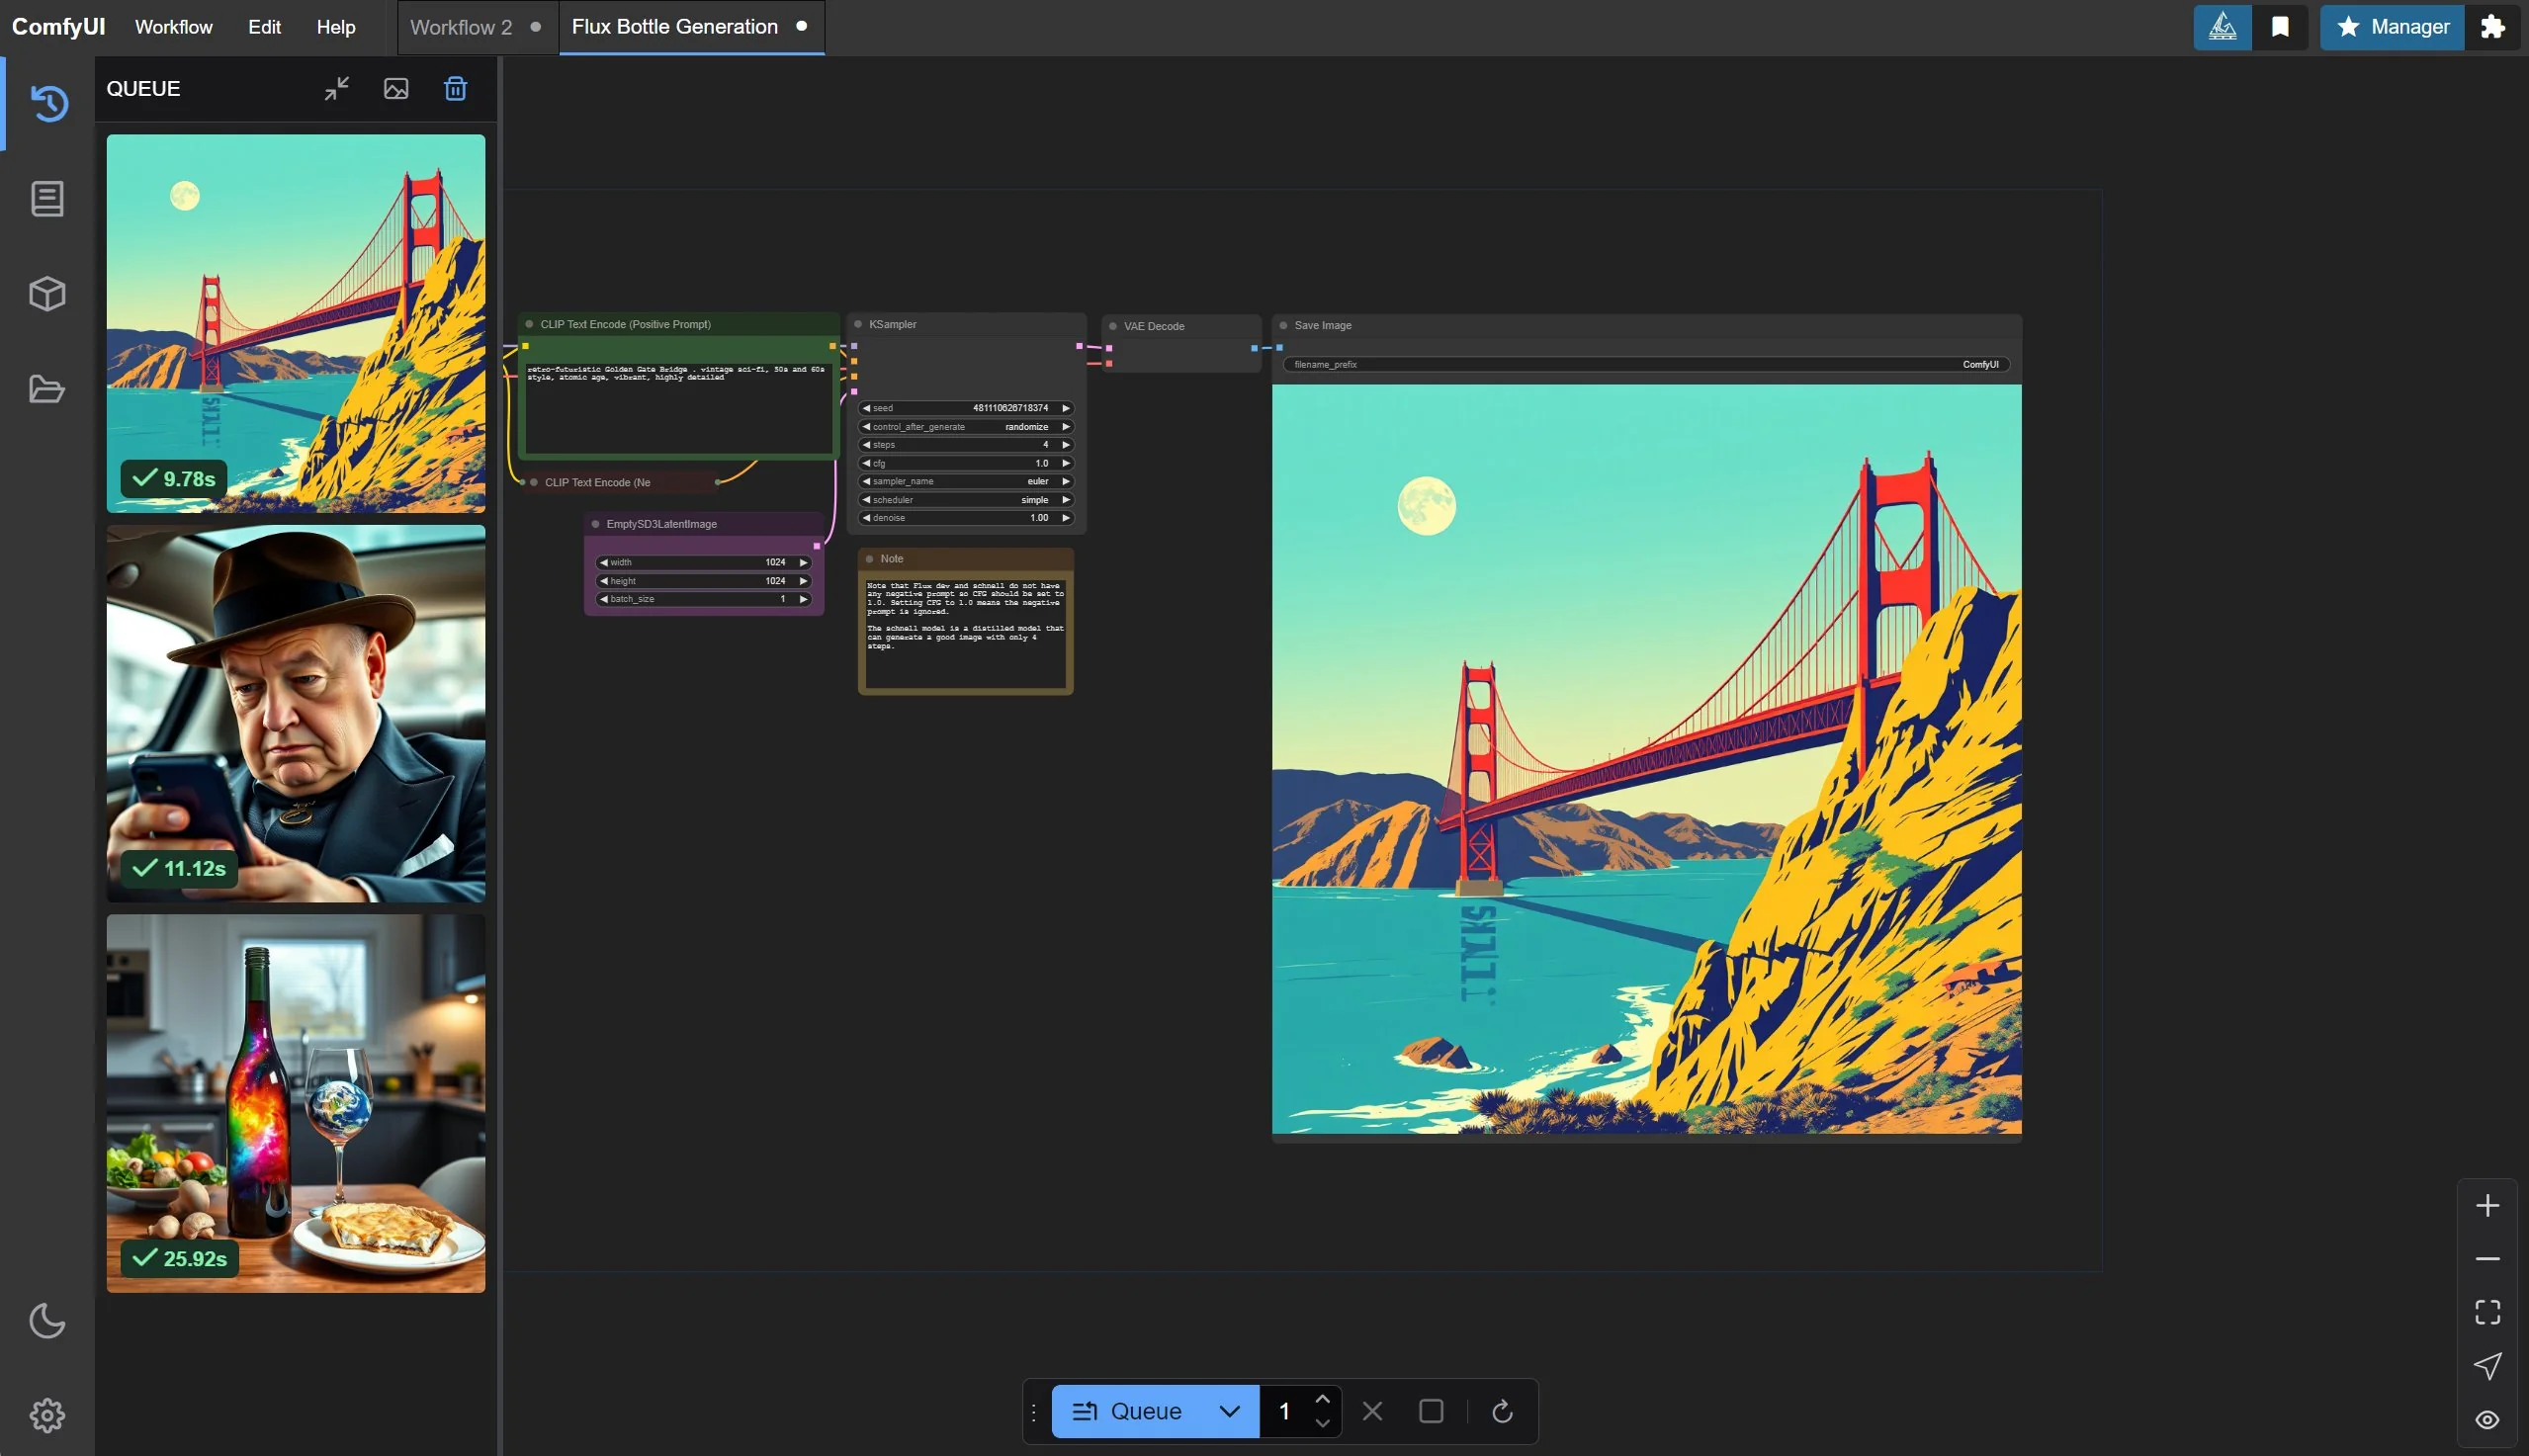 ComfyUI Workflow Edit Help Workflow 2 Flux Bottle Generation Manager
QUEUE
9.78s
11.12s
25.92s
CLIP Text Encode (Positive Prompt)
retro-futuristic Golden Gate Bridge . vintage sci-fi, 50s and 60s
style, atomic age, vibrant, highly detailed
CLIP Text Encode (Ne
EmptySD3LatentImage
width 1024
height 1024
batch_size 1
KSampler
seed 481110626718374
control_after_generate randomize
steps 4
cfg 1.0
sampler_name euler
scheduler simple
denoise 1.00
Note
Note that Flux dev and schnell do not have
any negative prompt so CFG should be set to
1.0. Setting CFG to 1.0 means the negative
prompt is ignored.
The schnell model is a distilled model that
can generate a good image with only 4
steps.
VAE Decode
Save Image
filename_prefix ComfyUI
Queue 1